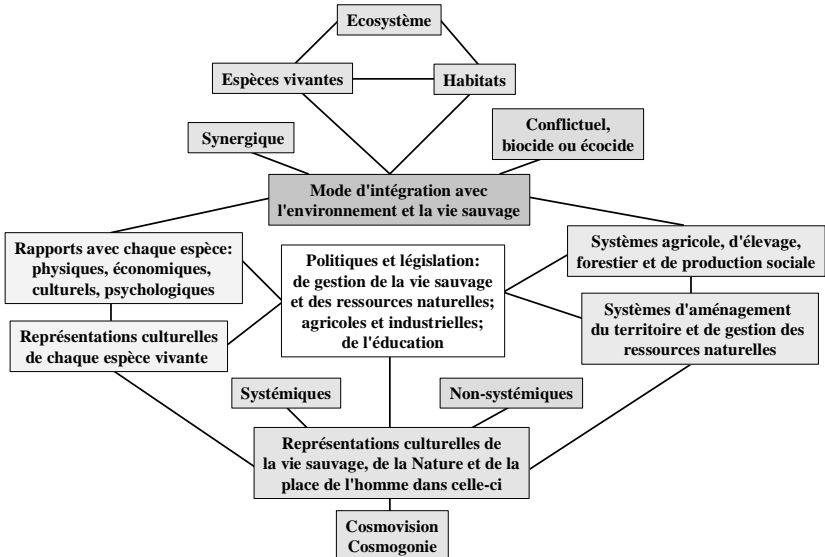 Ecosystème
Espèces vivantes
Habitats
Synergique
Conflictuel,
biocide ou écocide
Mode d'intégration avec
l'environnement et la vie sauvage
Rapports avec chaque espèce:
physiques, économiques,
culturels, psychologiques
Politiques et législation:
de gestion de la vie sauvage
et des ressources naturelles;
agricoles et industrielles;
de l'éducation
Systèmes agricole, d'élevage,
forestier et de production sociale
Représentations culturelles
de chaque espèce vivante
Systèmes d'aménagement
du territoire et de gestion des
ressources naturelles
Systémiques
Non-systémiques
Représentations culturelles de
la vie sauvage, de la Nature et de la
place de l'homme dans celle-ci
Cosmovision
Cosmogonie